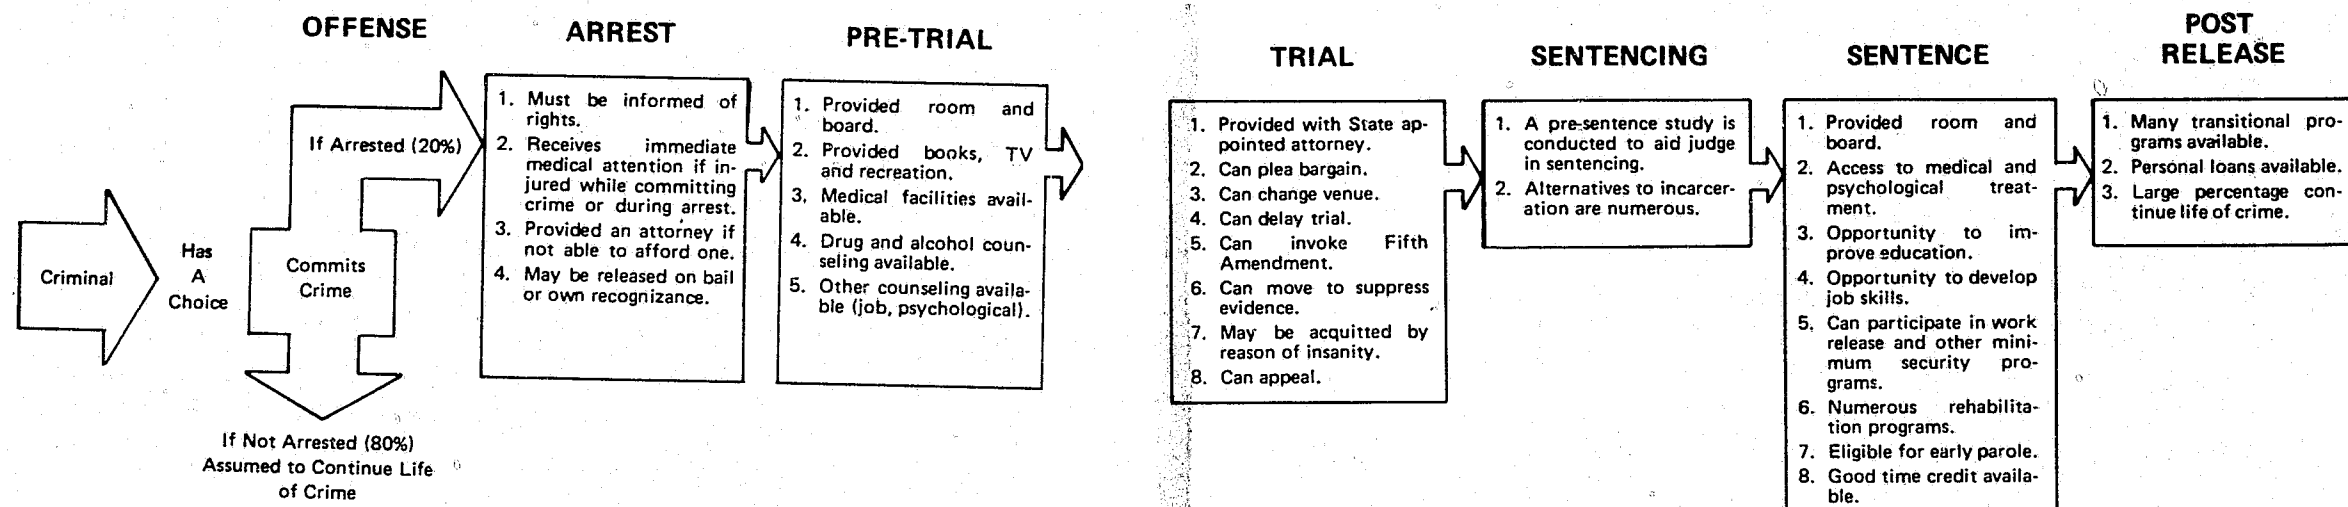 OFFENSE
ARREST
PRE-TRIAL
TRIAL
SENTENCING
SENTENCE
POST
RELEASE
Criminal
Has
A
Choice
Commits
Crime
If Arrested (20%)
If Not Arrested (80%)
Assumed to Continue Life
of Crime
1. Must be informed of
rights.
2. Receives immediate
medical attention if in-
jured while committing
crime or during arrest.
3. Provided an attorney if
not able to afford one.
4. May be released on bail
or own recognizance.
1. Provided room and
board.
2. Provided books, TV
and recreation.
3. Medical facilities avail-
able.
4. Drug and alcohol coun-
seling available.
5. Other counseling availa-
ble (job, psychological).
1. Provided with State ap-
pointed attorney.
2. Can plea bargain.
3. Can change venue.
4. Can delay trial.
5. Can invoke Fifth
Amendment.
6. Can move to suppress
evidence.
7. May be acquitted by
reason of insanity.
8. Can appeal.
1. A pre-sentence study is
conducted to aid judge
in sentencing.
2. Alternatives to incarcer-
ation are numerous.
1. Provided room and
board.
2. Access to medical and
psychological treat-
ment.
3. Opportunity to im-
prove education.
4. Opportunity to develop
job skills.
5. Can participate in work
release and other mini-
mum security pro-
grams.
6. Numerous rehabilita-
tion programs.
7. Eligible for early parole.
8. Good time credit availa-
ble.
1. Many transitional pro-
grams available.
2. Personal loans available.
3. Large percentage con-
tinue life of crime.